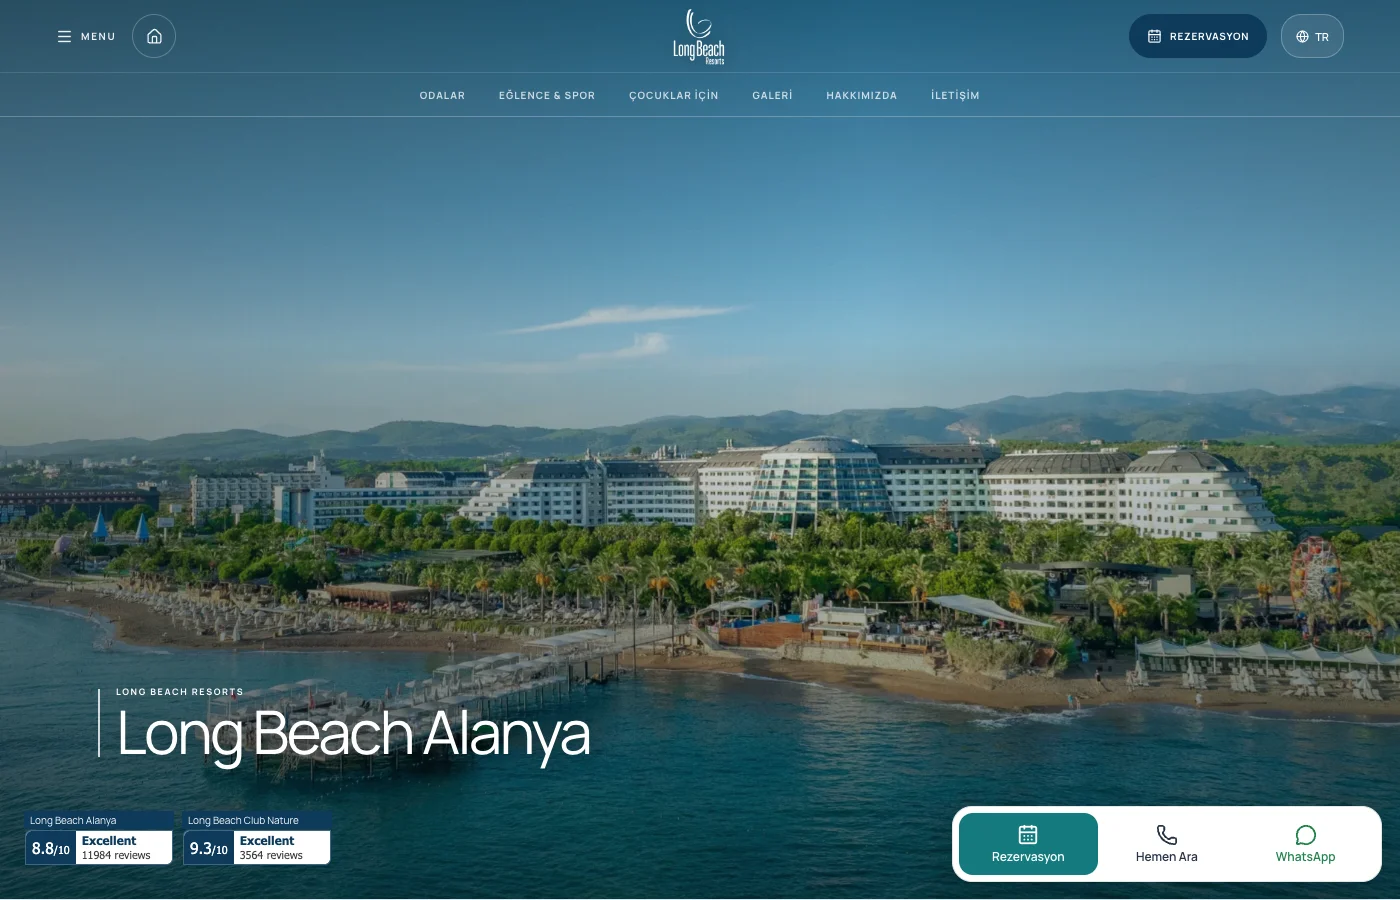 MENU
Long Beach
Resorts
REZERVASYON
TR
ODALAR
EĞLENCE & SPOR
ÇOCUKLAR İÇİN
GALERİ
HAKKIMIZDA
İLETİŞİM
LONG BEACH RESORTS
Long Beach Alanya
Long Beach Alanya
8.8/10
Excellent
11984 reviews
Long Beach Club Nature
9.3/10
Excellent
3564 reviews
Rezervasyon
Hemen Ara
WhatsApp